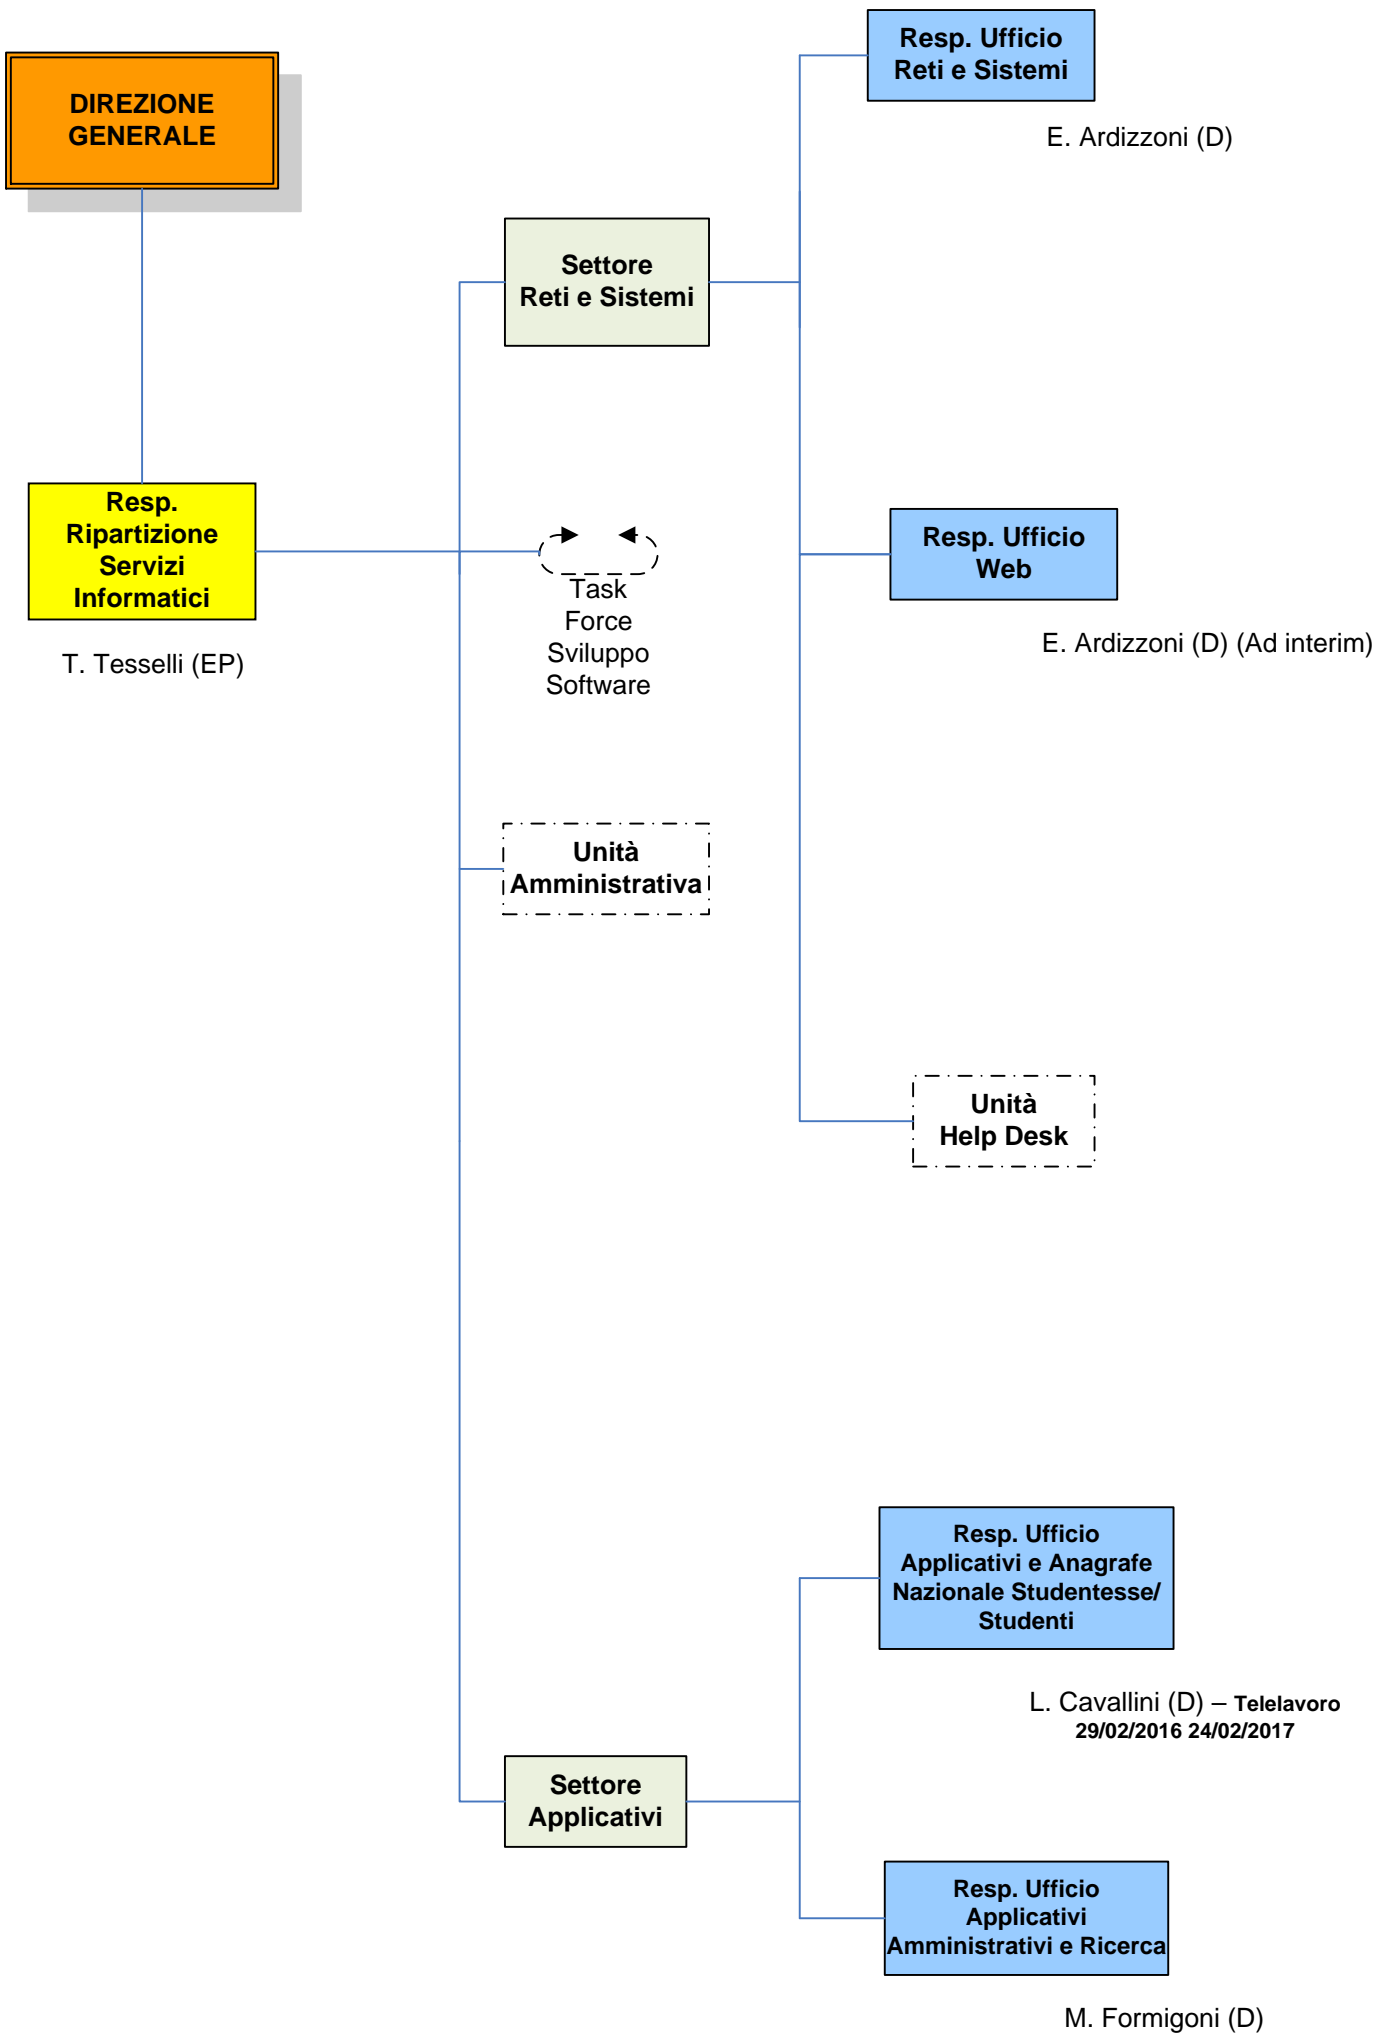 DIREZIONE
GENERALE
Resp.
Ripartizione
Servizi
Informatici
T. Tesselli (EP)
Settore
Reti e Sistemi
Task
Force
Sviluppo
Software
Unità
Amministrativa
Settore
Applicativi
Resp. Ufficio
Reti e Sistemi
E. Ardizzoni (D)
Resp. Ufficio
Web
E. Ardizzoni (D) (Ad interim)
Unità
Help Desk
Resp. Ufficio
Applicativi e Anagrafe
Nazionale Studentesse/
Studenti
L. Cavallini (D) – Telelavoro
29/02/2016 24/02/2017
Resp. Ufficio
Applicativi
Amministrativi e Ricerca
M. Formigoni (D)